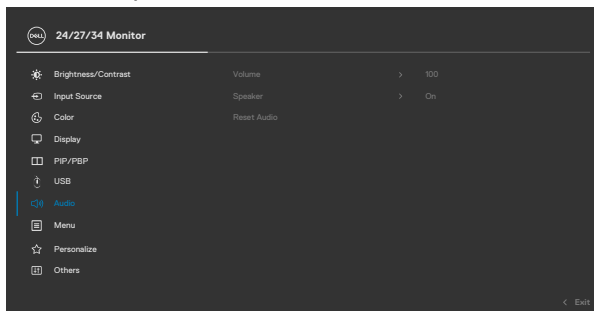 DELL 24/27/34 Monitor
Brightness/Contrast Volume > 100
Input Source Speaker > On
Color Reset Audio
Display
PIP/PBP
USB
Audio
Menu
Personalize
Others
< Exit